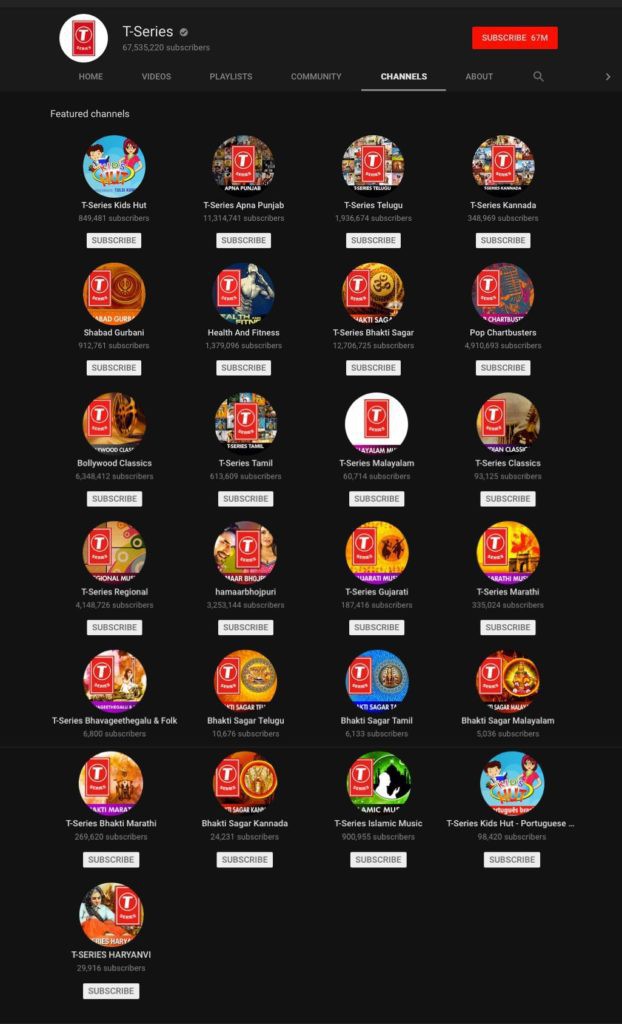 T-Series
67,535,220 subscribers
SUBSCRIBE 67M
HOME VIDEOS PLAYLISTS COMMUNITY CHANNELS ABOUT
Featured channels
T-Series Kids Hut
849,481 subscribers
SUBSCRIBE
T-Series Apna Punjab
11,314,741 subscribers
SUBSCRIBE
T-Series Telugu
1,936,674 subscribers
SUBSCRIBE
T-Series Kannada
348,969 subscribers
SUBSCRIBE
Shabad Gurbani
912,761 subscribers
SUBSCRIBE
Health And Fitness
1,379,096 subscribers
SUBSCRIBE
T-Series Bhakti Sagar
12,706,725 subscribers
SUBSCRIBE
Pop Chartbusters
4,910,693 subscribers
SUBSCRIBE
Bollywood Classics
6,348,412 subscribers
SUBSCRIBE
T-Series Tamil
613,609 subscribers
SUBSCRIBE
T-Series Malayalam
60,714 subscribers
SUBSCRIBE
T-Series Classics
93,125 subscribers
SUBSCRIBE
T-Series Regional
4,148,726 subscribers
SUBSCRIBE
hamaarbhojpuri
3,253,144 subscribers
SUBSCRIBE
T-Series Gujarati
187,416 subscribers
SUBSCRIBE
T-Series Marathi
335,024 subscribers
SUBSCRIBE
T-Series Bhavageethegalu & Folk
6,800 subscribers
Bhakti Sagar Telugu
10,676 subscribers
Bhakti Sagar Tamil
6,133 subscribers
Bhakti Sagar Malayalam
5,036 subscribers
T-Series Bhakti Marathi
269,620 subscribers
SUBSCRIBE
Bhakti Sagar Kannada
24,231 subscribers
SUBSCRIBE
T-Series Islamic Music
900,955 subscribers
SUBSCRIBE
T-Series Kids Hut - Portuguese ...
98,420 subscribers
SUBSCRIBE
T-SERIES HARYANVI
29,916 subscribers
SUBSCRIBE